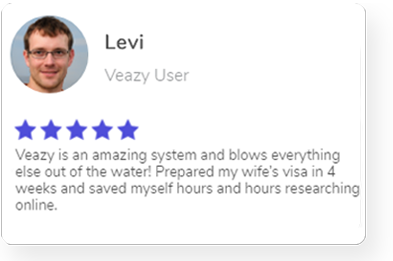 Levi
Veazy User
Veazy is an amazing system and blows everything
else out of the water! Prepared my wife's visa in 4
weeks and saved myself hours and hours researching
online.